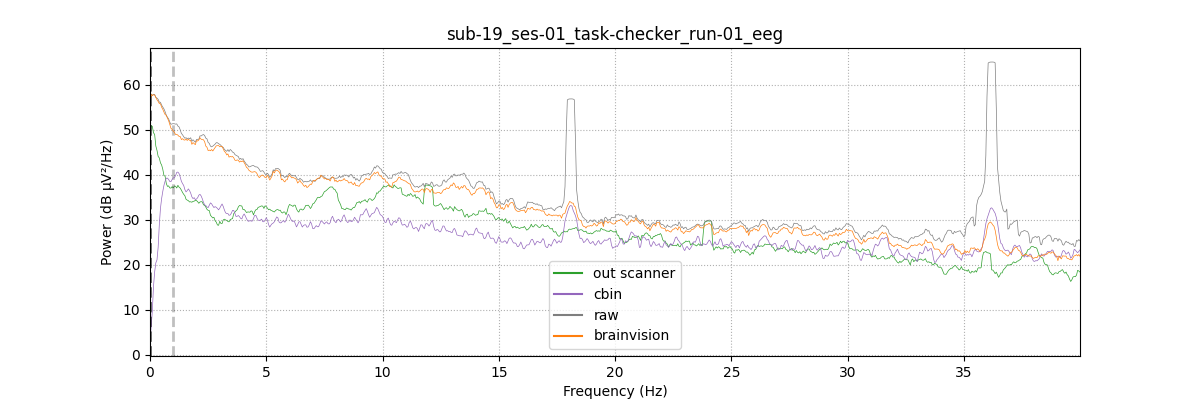 sub-19_ses-01_task-checker_run-01_eeg
Power (dB µV²/Hz)
60
50
40
30
20
10
0
out scanner
cbin
raw
brainvision
0 5 10 15 20 25 30 35
Frequency (Hz)